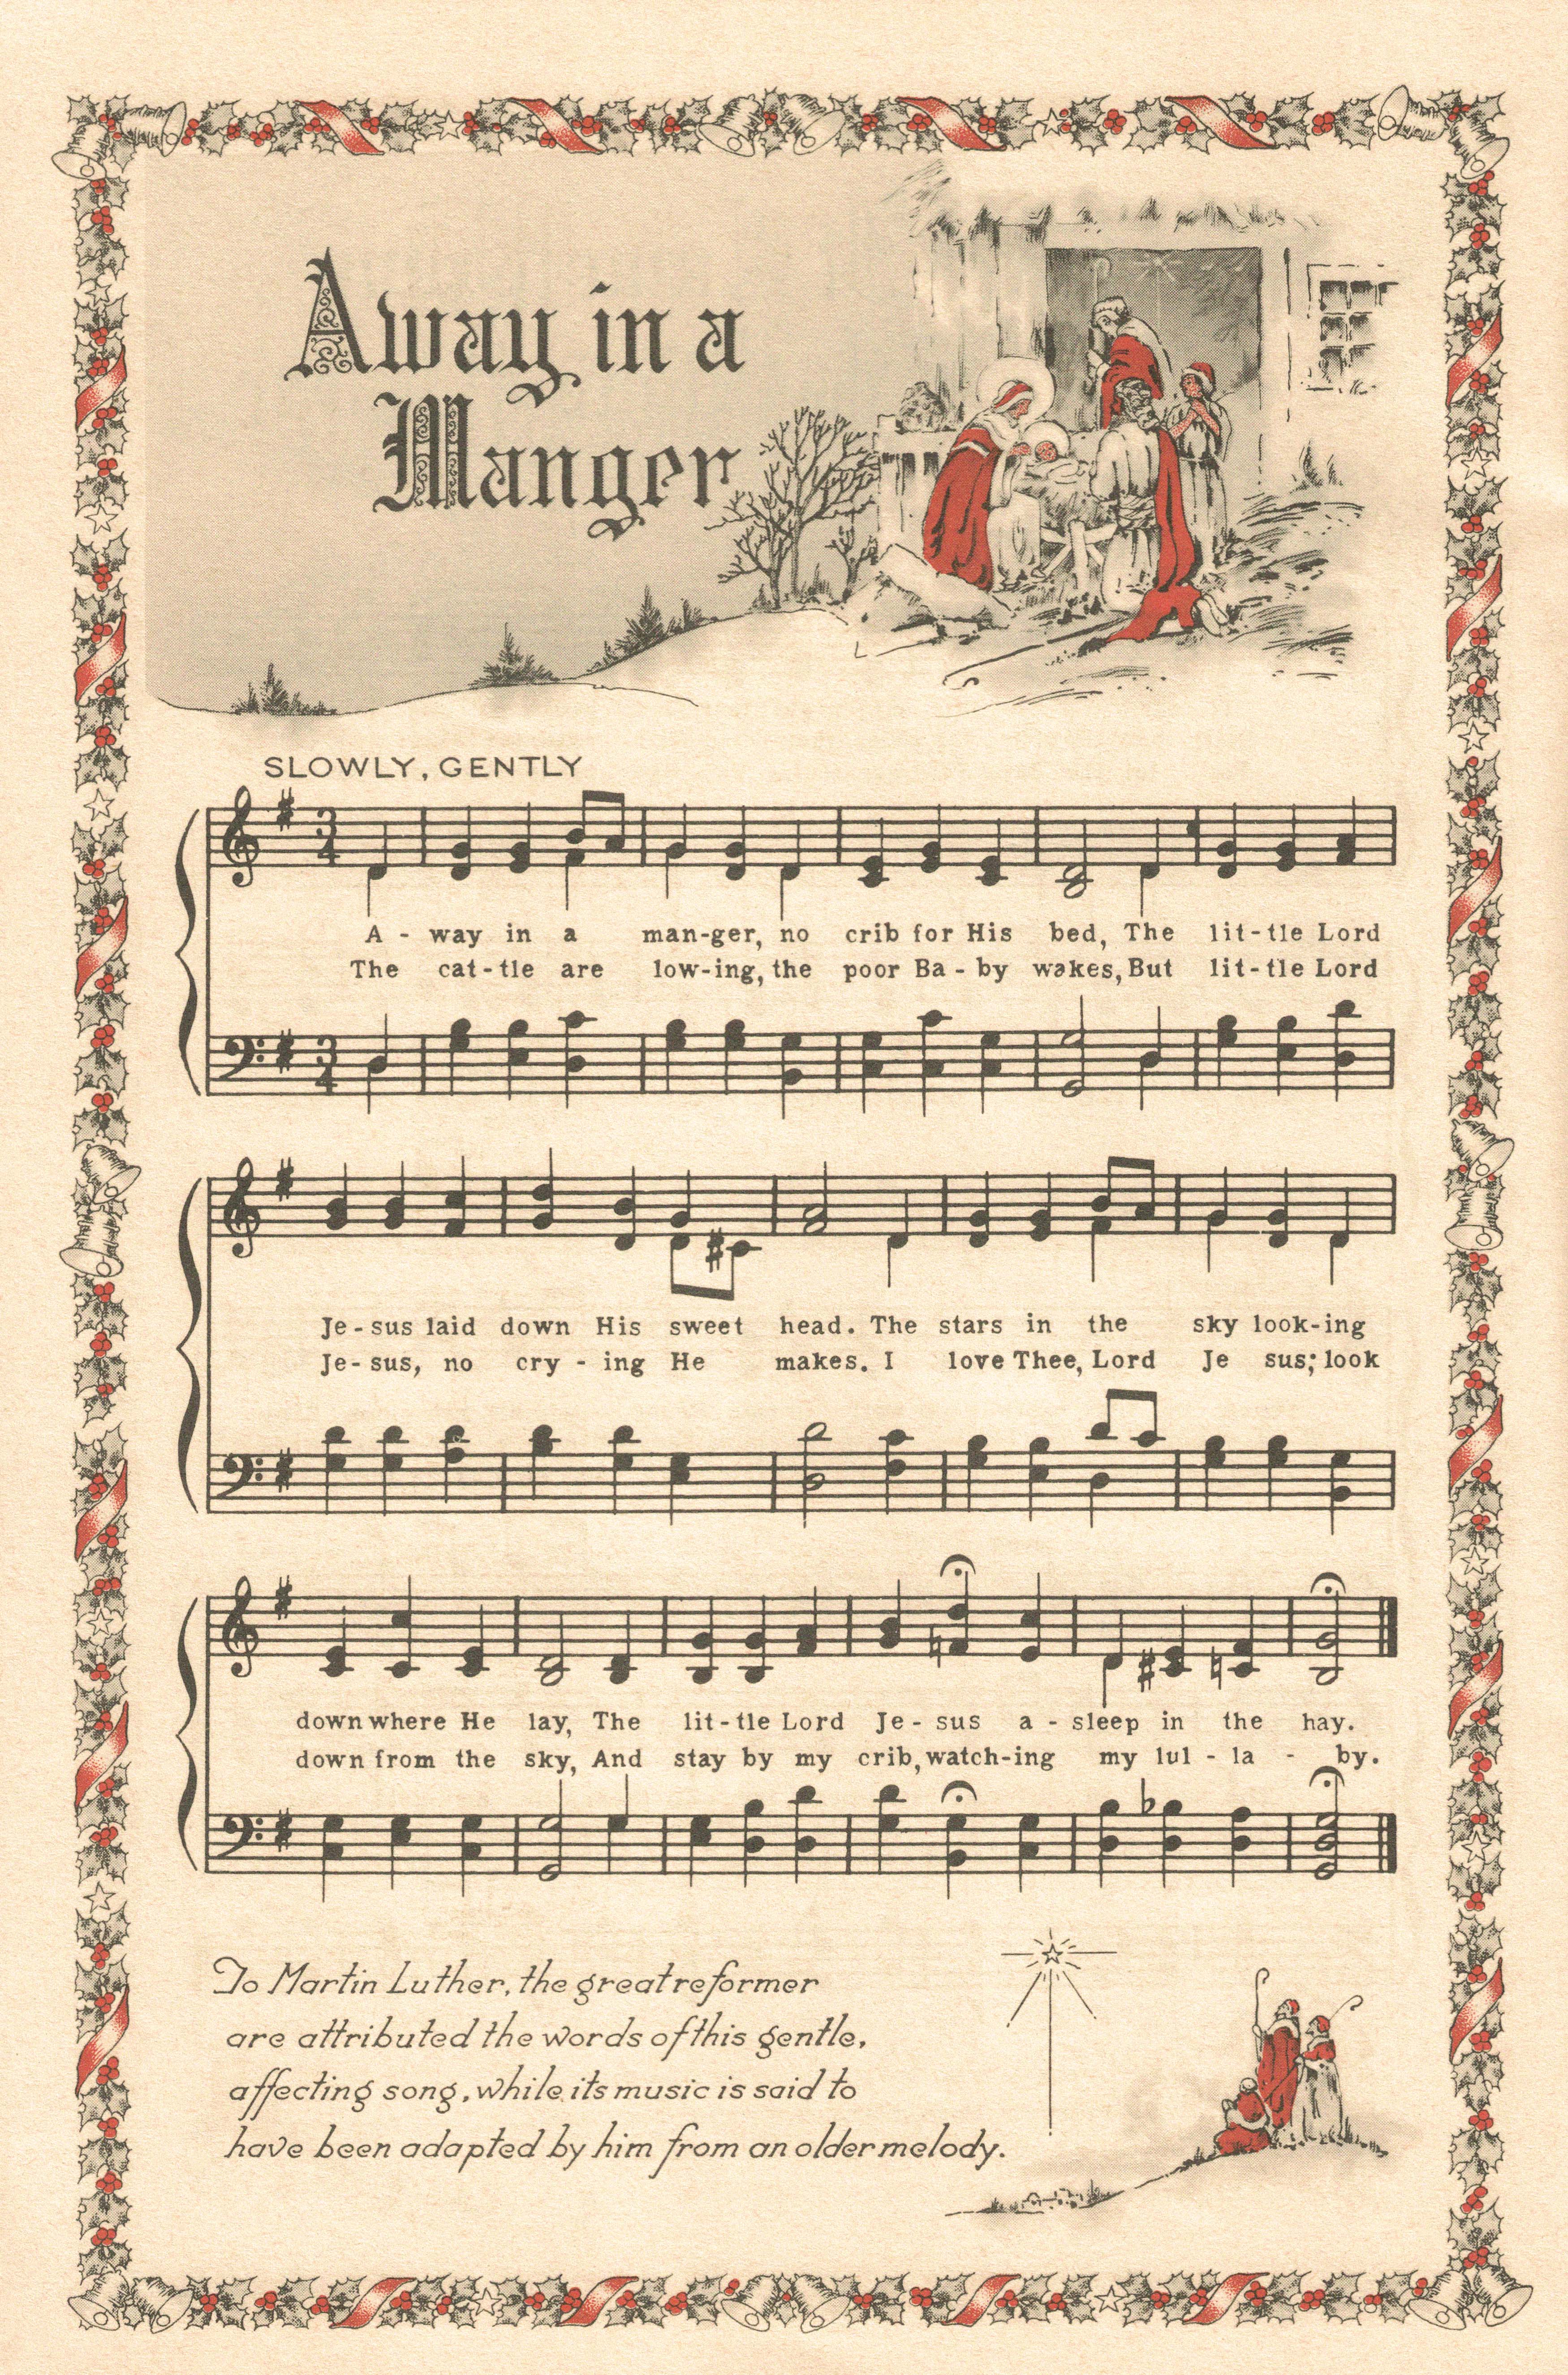 Away in a
Manger
SLOWLY, GENTLY
3
4
A - way in a man-ger, no crib for His bed, The lit-tle Lord
The cat-tle are low-ing, the poor Ba-by wakes, But lit-tle Lord
3
4
Je-sus laid down His sweet head. The stars in the sky look-ing
Je-sus, no cry-ing He makes. I love Thee, Lord Je sus; look
down where He lay, The lit-tle Lord Je-sus a-sleep in the hay.
down from the sky, And stay by my crib, watch-ing my lul-la - by.
To Martin Luther, the great reformer
are attributed the words of this gentle,
affecting song, while its music is said to
have been adapted by him from an older melody.